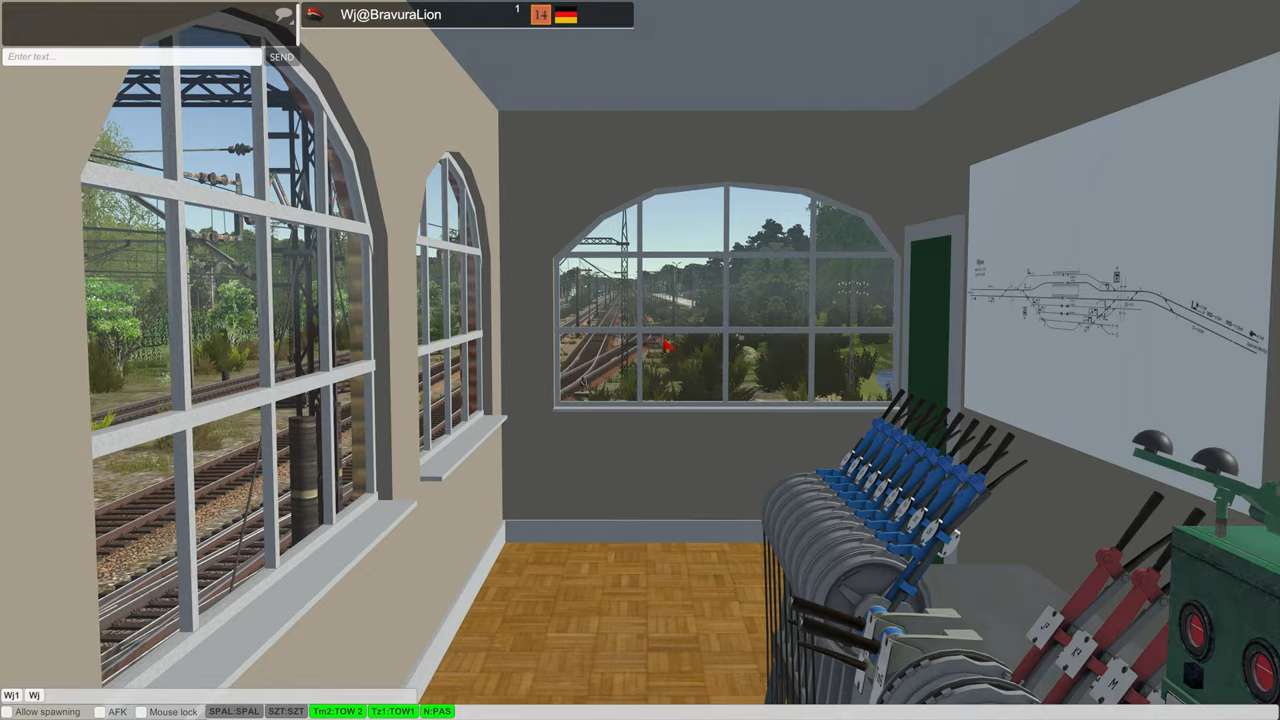 Wj@BravuraLion
1
14
Enter text...
SEND
Wj1 Wj
Allow spawning AFK Mouse lock SPAL:SPAL SZT:SZT Tm2:TOW 2 Tz1:TOW1 N:PAS
M